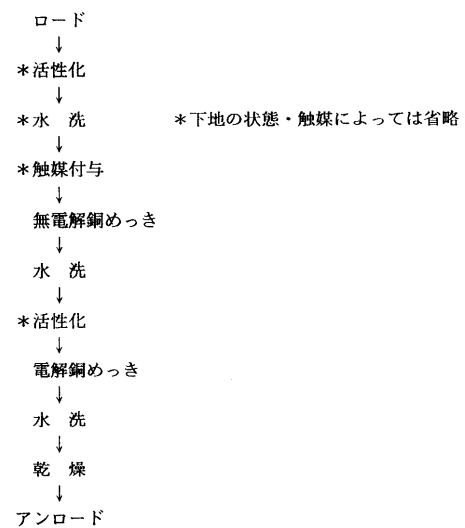 ロード
↓
＊活性化
↓
＊水　洗　　　　＊下地の状態・触媒によっては省略
↓
＊触媒付与
↓
無電解銅めっき
↓
水　洗
↓
＊活性化
↓
電解銅めっき
↓
水　洗
↓
乾　燥
↓
アンロード